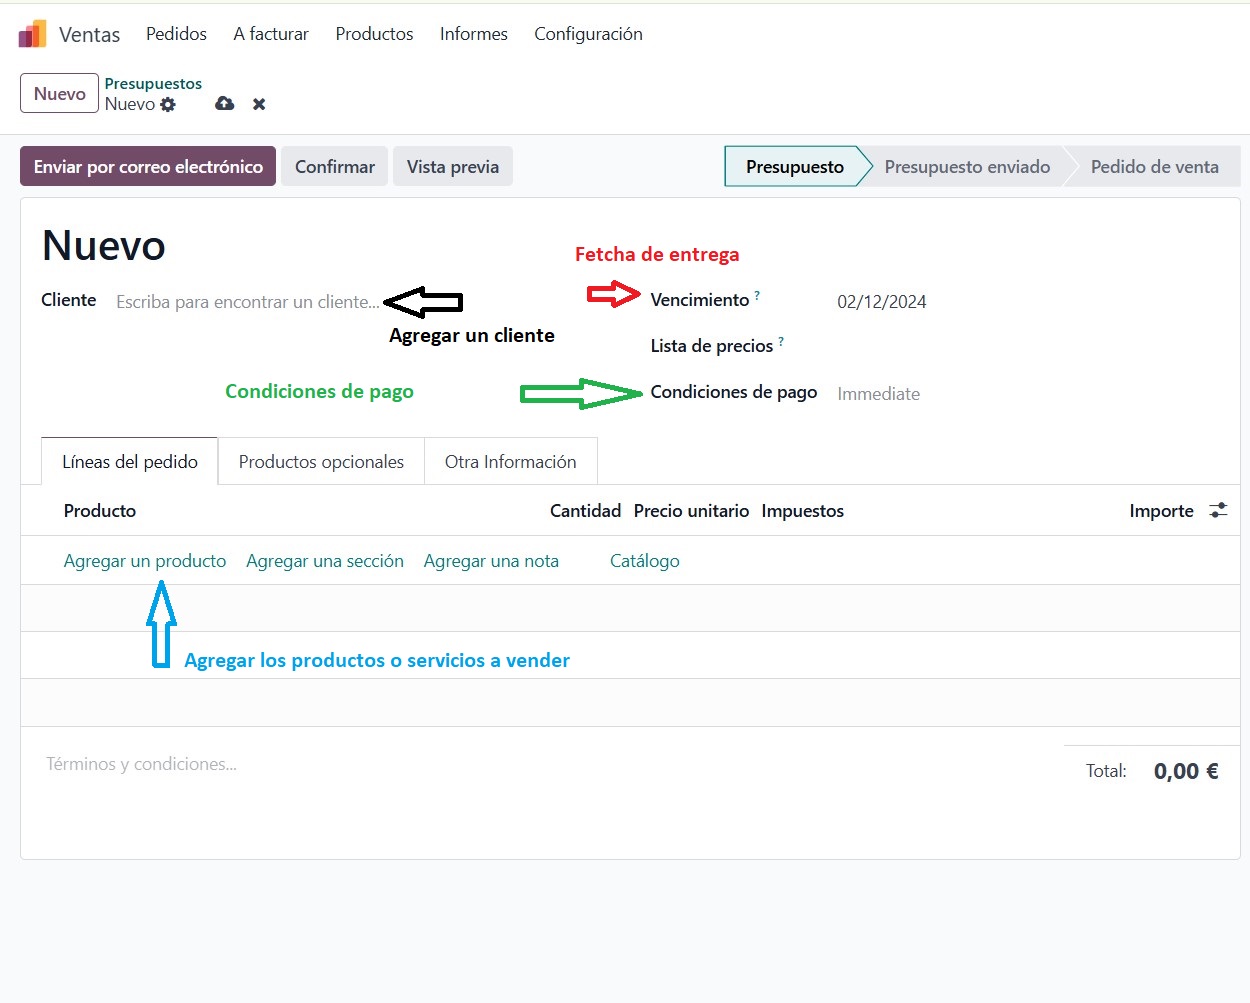 Ventas Pedidos A facturar Productos Informes Configuración
Nuevo Presupuestos
Nuevo
Enviar por correo electrónico Confirmar Vista previa Presupuesto Presupuesto enviado Pedido de venta
Nuevo
Fetcha de entrega
Cliente Escriba para encontrar un cliente... Vencimiento ? 02/12/2024
Agregar un cliente
Lista de precios ?
Condiciones de pago Condiciones de pago Immediate
Líneas del pedido Productos opcionales Otra Información
Producto Cantidad Precio unitario Impuestos Importe
Agregar un producto Agregar una sección Agregar una nota Catálogo
Agregar los productos o servicios a vender
Términos y condiciones...
Total: 0,00 €